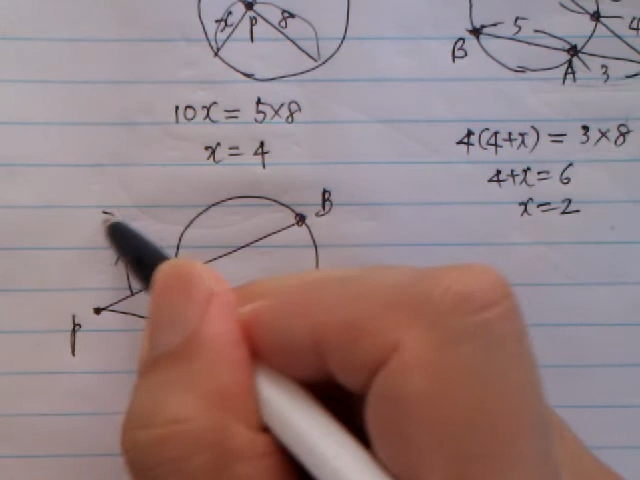 x 8
P
5 4
B
A 3
10x = 5×8
x = 4
4(4+x) = 3×8
4+x = 6
x = 2
B
P